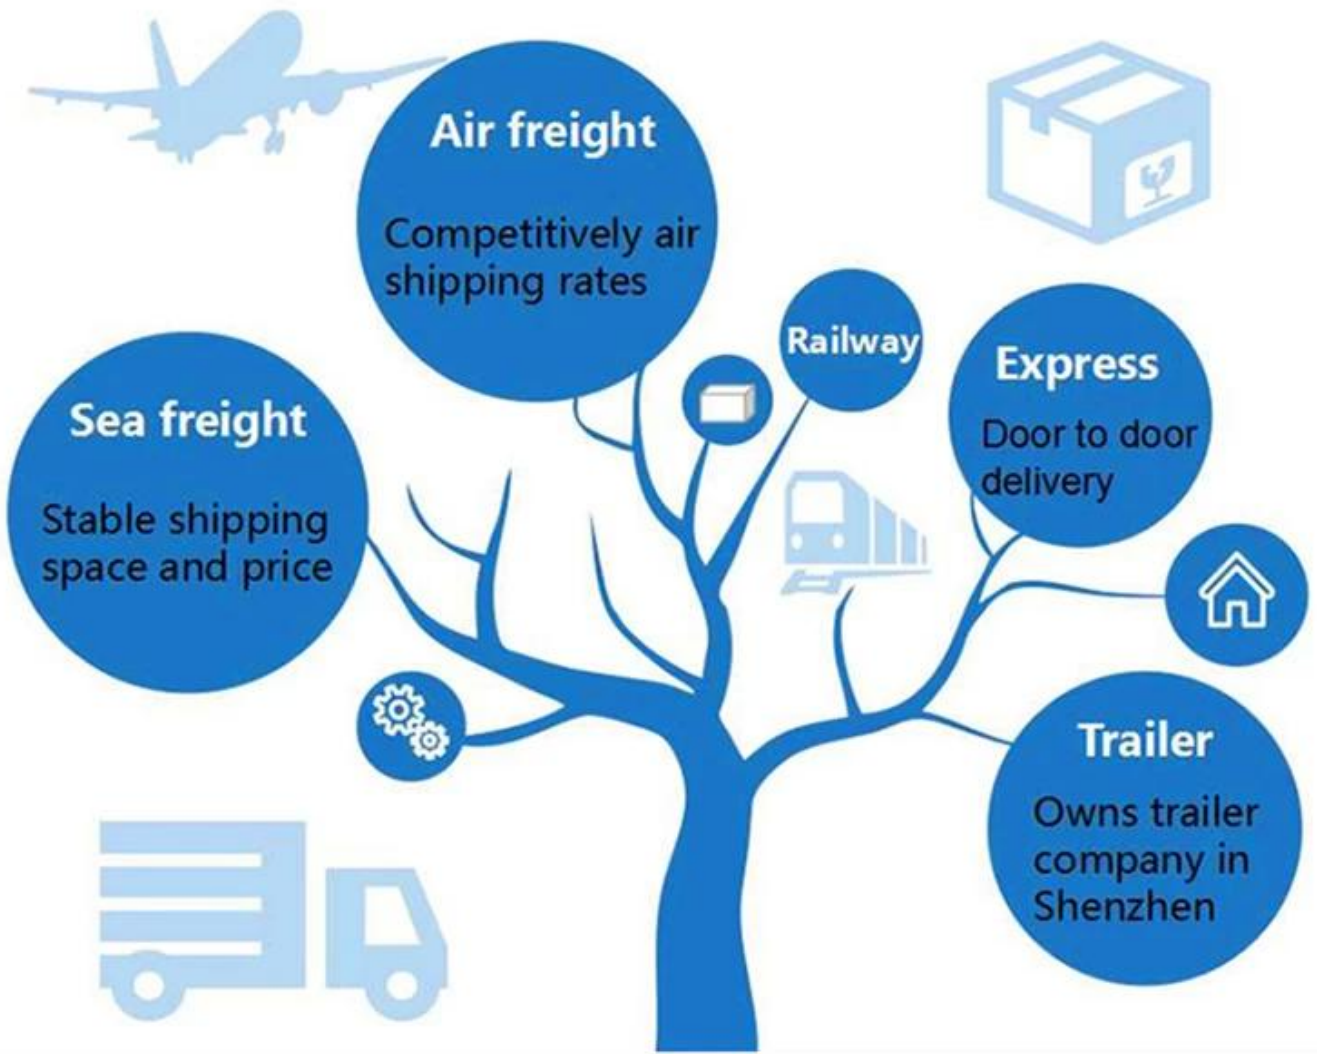 Air freight
Competitively air
shipping rates
Railway
Express
Door to door
delivery
Sea freight
Stable shipping
space and price
Trailer
Owns trailer
company in
Shenzhen